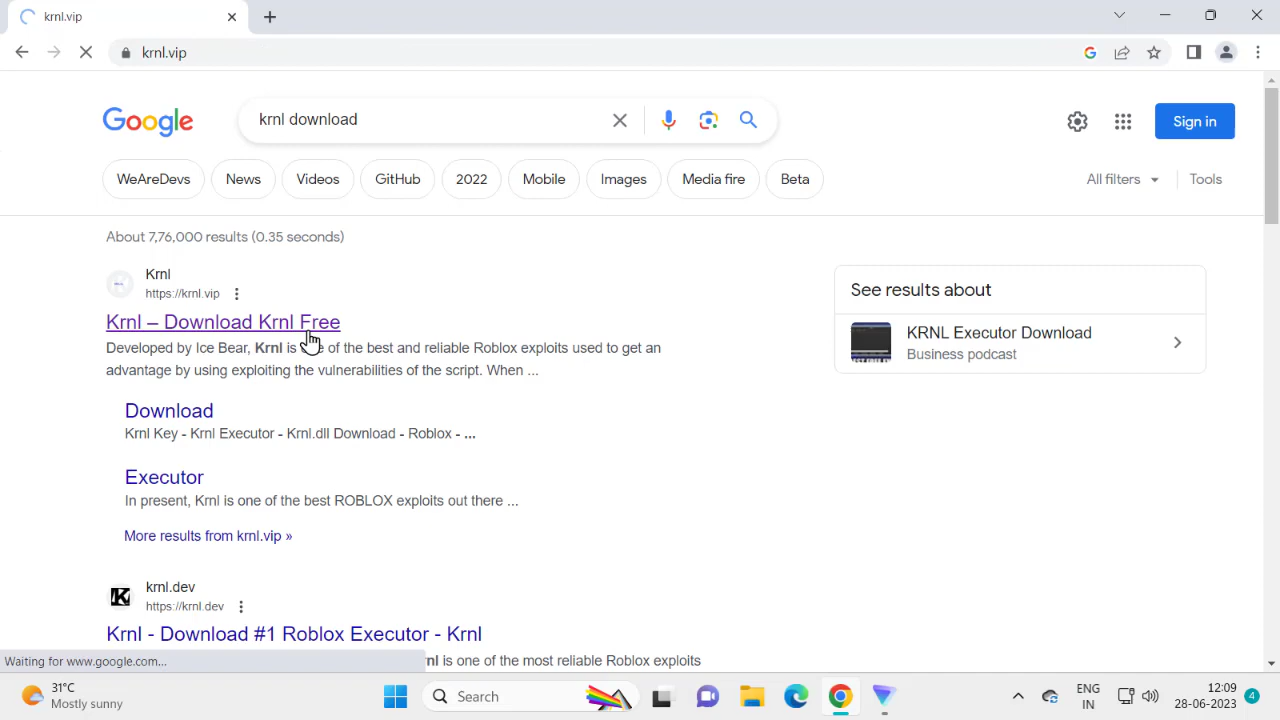 krnl.vip
krnl.vip
Google
krnl download
Sign in
WeAreDevs
News
Videos
GitHub
2022
Mobile
Images
Media fire
Beta
All filters
Tools
About 7,76,000 results (0.35 seconds)
Krnl
https://krnl.vip
Krnl – Download Krnl Free
Developed by Ice Bear, Krnl is of the best and reliable Roblox exploits used to get an
advantage by using exploiting the vulnerabilities of the script. When ...
Download
Krnl Key - Krnl Executor - Krnl.dll Download - Roblox - ...
Executor
In present, Krnl is one of the best ROBLOX exploits out there ...
More results from krnl.vip »
See results about
KRNL Executor Download
Business podcast
K
krnl.dev
https://krnl.dev
Krnl - Download #1 Roblox Executor - Krnl
is one of the most reliable Roblox exploits
Waiting for www.google.com...
31°C
Mostly sunny
Search
ENG
IN
12:09
28-06-2023
4